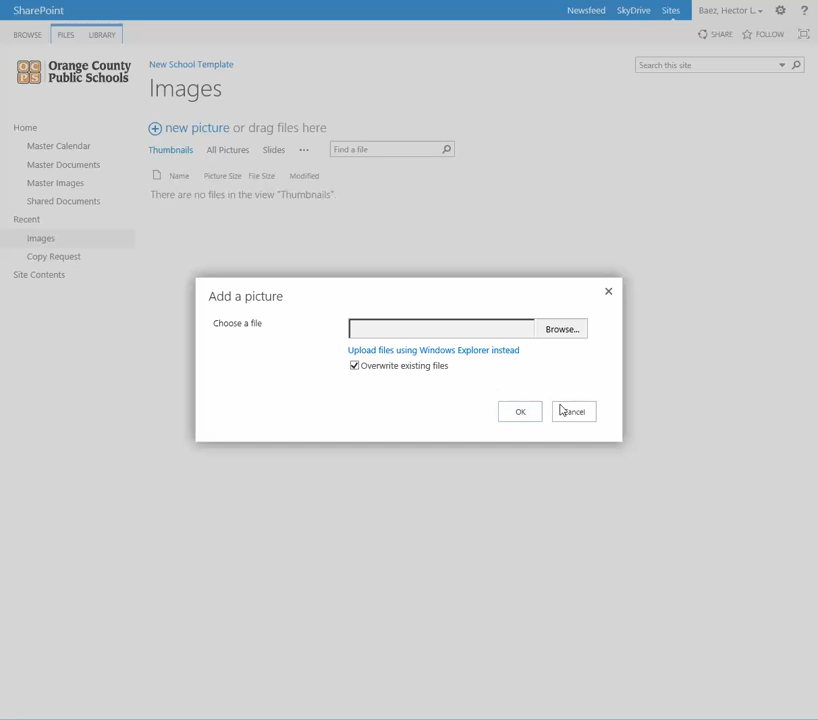 SharePoint
Newsfeed SkyDrive Sites Baez, Hector L. ?
BROWSE FILES LIBRARY SHARE FOLLOW
OCPS Orange County
Public Schools
New School Template
Images
Search this site
new picture or drag files here
Thumbnails All Pictures Slides ...
Find a file
Name Picture Size File Size Modified
There are no files in the view "Thumbnails".
Home
Master Calendar
Master Documents
Master Images
Shared Documents
Recent
Images
Copy Request
Site Contents
Add a picture
Choose a file
Browse...
Upload files using Windows Explorer instead
Overwrite existing files
OK Cancel